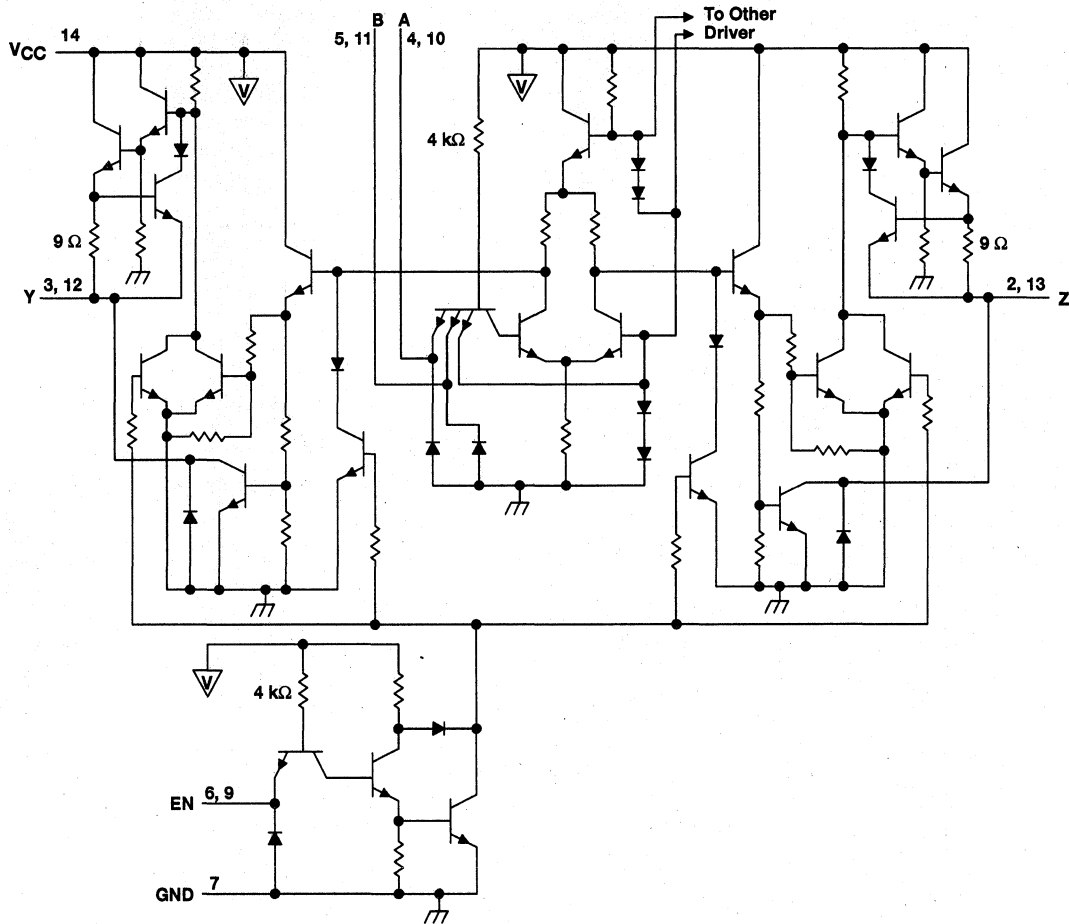 B A
To Other
Driver
5, 11 4, 10
VCC 14
V
V
4 kΩ
9 Ω
9 Ω
Y 3, 12
2, 13 Z
V
4 kΩ
EN 6, 9
GND 7